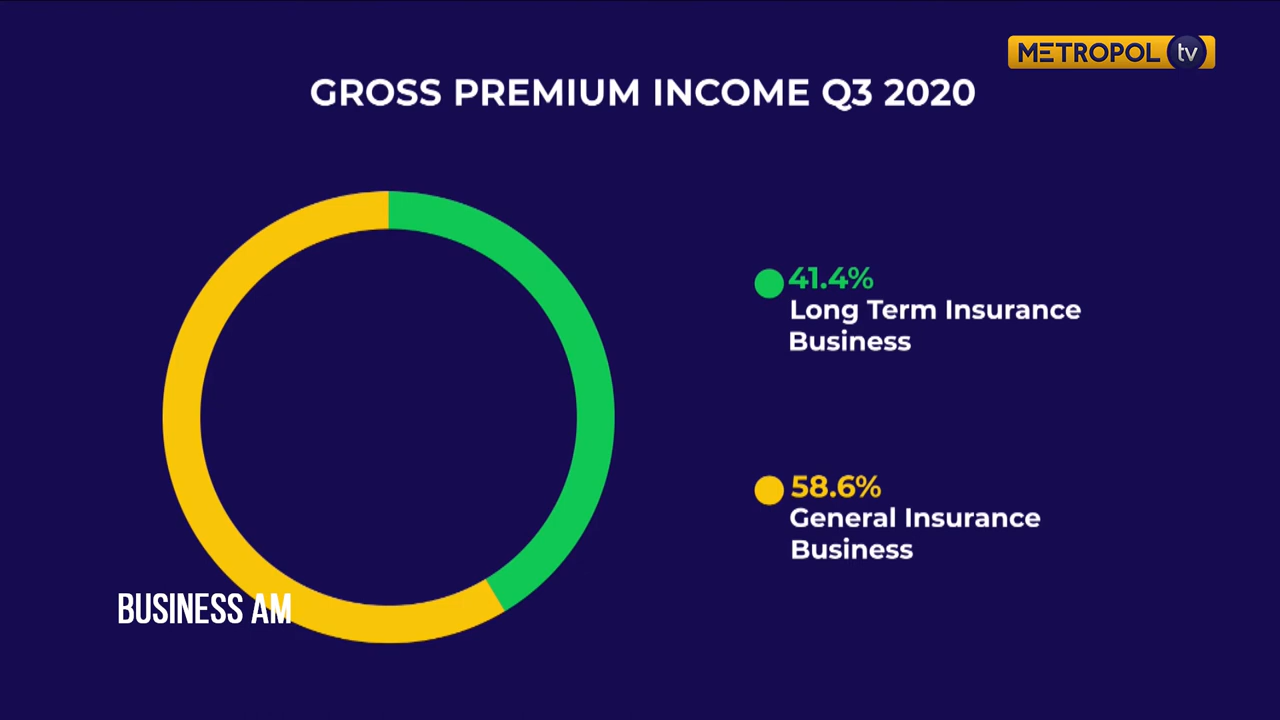 METROPOL tv
GROSS PREMIUM INCOME Q3 2020
41.4%
Long Term Insurance
Business
58.6%
General Insurance
Business
BUSINESS AM